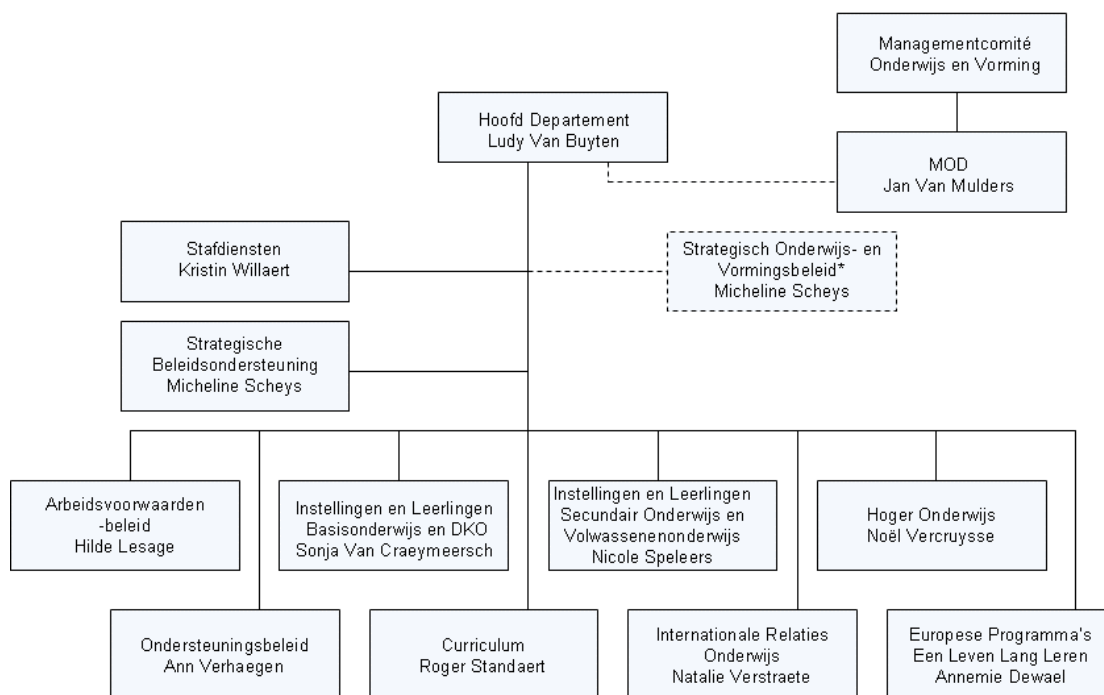 Managementcomité
Onderwijs en Vorming
Hoofd Departement
Ludy Van Buyten
MOD
Jan Van Mulders
Stafdiensten
Kristin Willaert
Strategisch Onderwijs- en
Vormingsbeleid*
Micheline Scheys
Strategische
Beleidsondersteuning
Micheline Scheys
Arbeidsvoorwaarden
-beleid
Hilde Lesage
Instellingen en Leerlingen
Basisonderwijs en DKO
Sonja Van Craeymeersch
Instellingen en Leerlingen
Secundair Onderwijs en
Volwassenenonderwijs
Nicole Speleers
Hoger Onderwijs
Noël Vercruysse
Ondersteuningsbeleid
Ann Verhaegen
Curriculum
Roger Standaert
Internationale Relaties
Onderwijs
Natalie Verstraete
Europese Programma's
Een Leven Lang Leren
Annemie Dewael